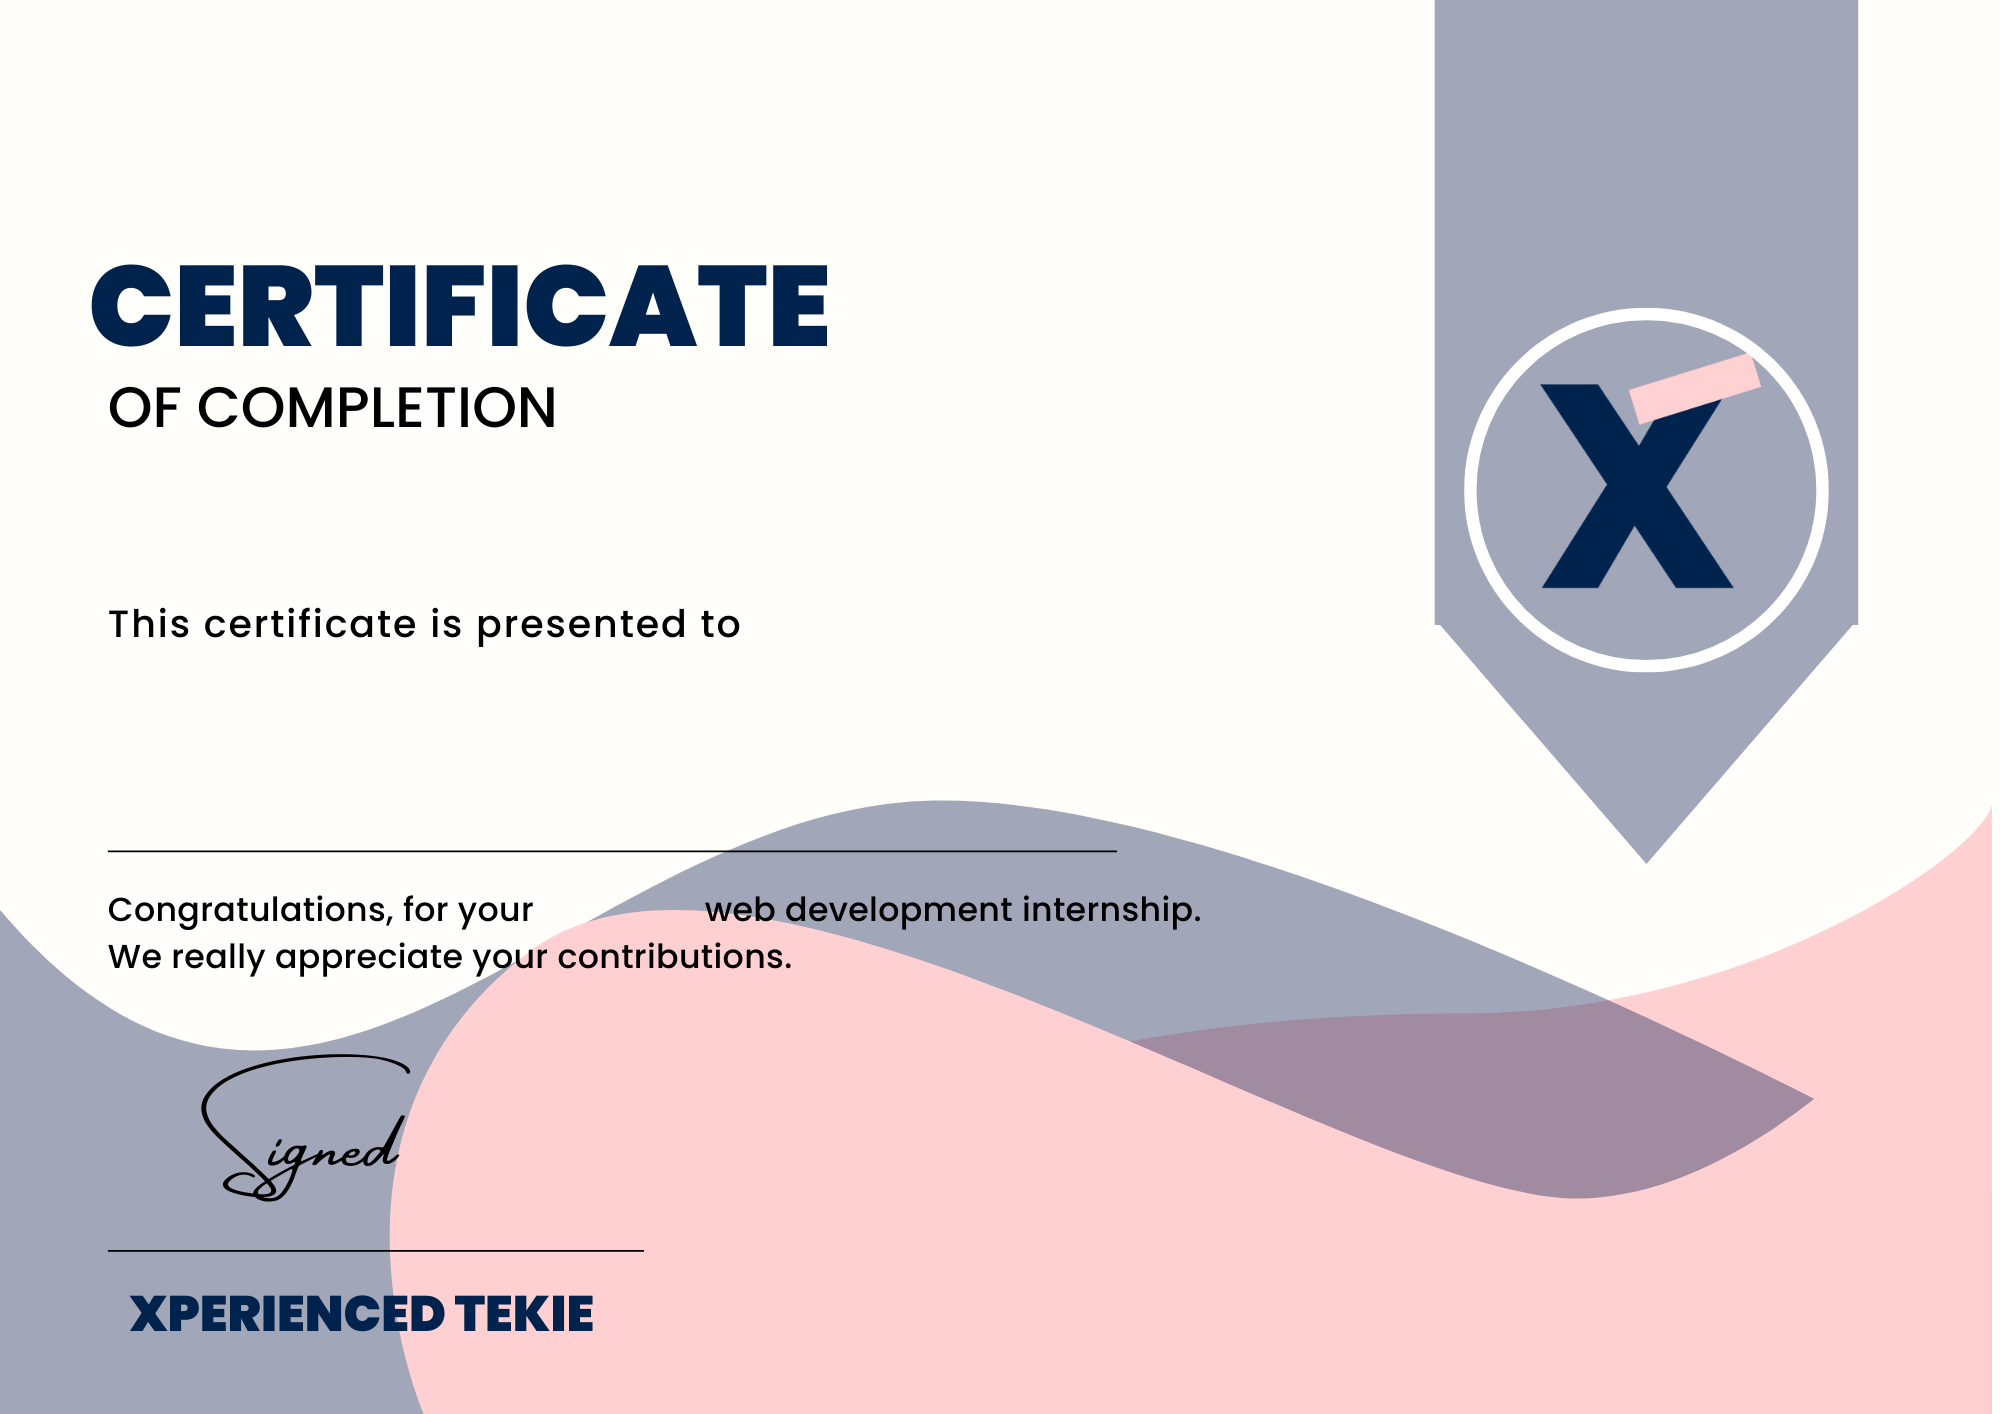 CERTIFICATE
OF COMPLETION
X
This certificate is presented to
Congratulations, for your web development internship.
We really appreciate your contributions.
Signed
XPERIENCED TEKIE